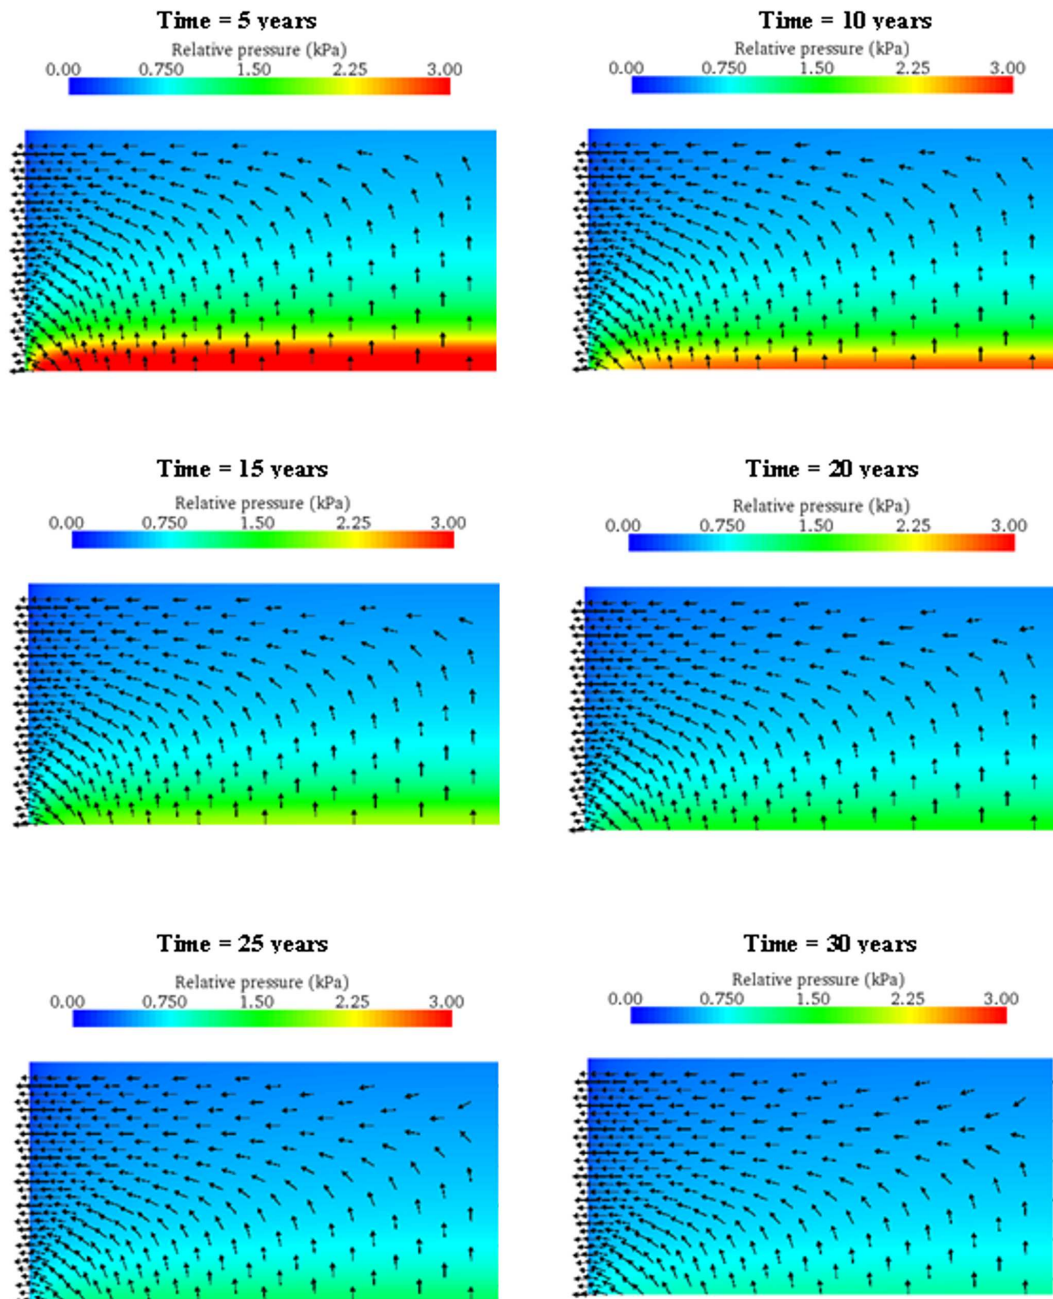 Time = 5 years
Relative pressure (kPa)
0.00 0.750 1.50 2.25 3.00
Time = 10 years
Relative pressure (kPa)
0.00 0.750 1.50 2.25 3.00
Time = 15 years
Relative pressure (kPa)
0.00 0.750 1.50 2.25 3.00
Time = 20 years
Relative pressure (kPa)
0.00 0.750 1.50 2.25 3.00
Time = 25 years
Relative pressure (kPa)
0.00 0.750 1.50 2.25 3.00
Time = 30 years
Relative pressure (kPa)
0.00 0.750 1.50 2.25 3.00